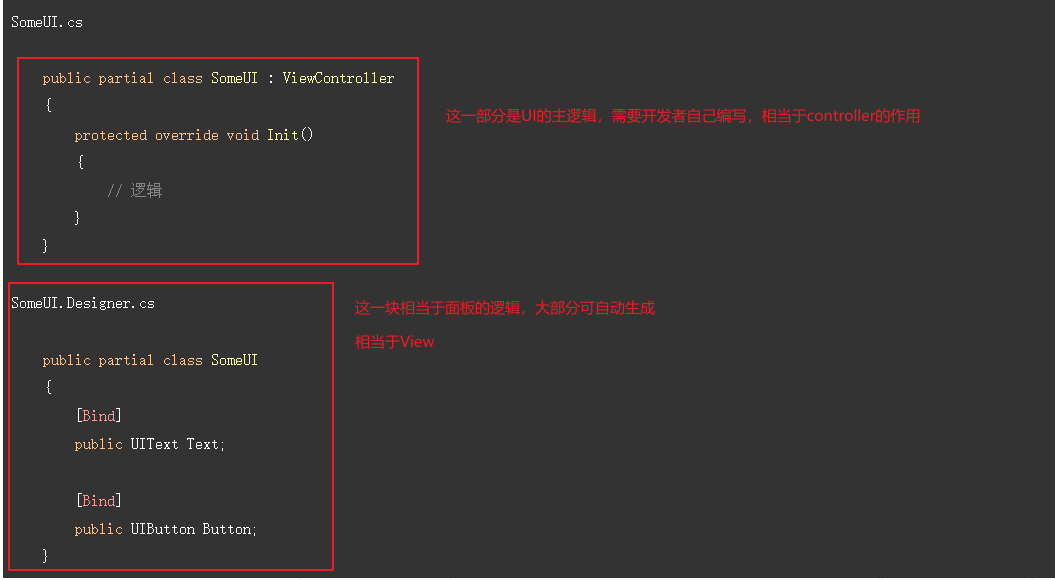 SomeUI.cs
public partial class SomeUI : ViewController
{
protected override void Init()
{
// 逻辑
}
}
这一部分是UI的主逻辑，需要开发者自己编写，相当于controller的作用
SomeUI.Designer.cs
public partial class SomeUI
{
[Bind]
public UIText Text;
[Bind]
public UIButton Button;
}
这一块相当于面板的逻辑，大部分可自动生成
相当于View